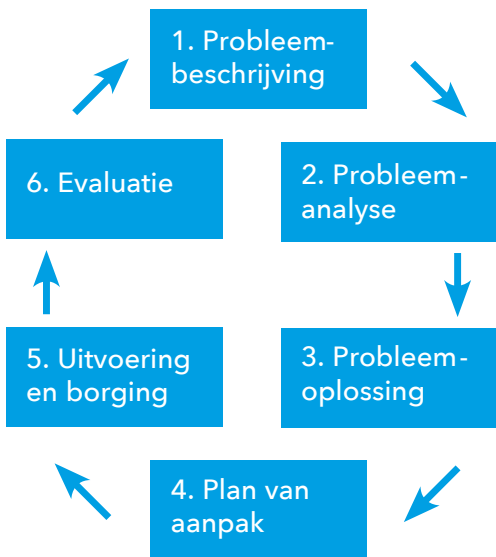 1. Probleem-
beschrijving
2. Probleem-
analyse
3. Probleem-
oplossing
4. Plan van
aanpak
5. Uitvoering
en borging
6. Evaluatie